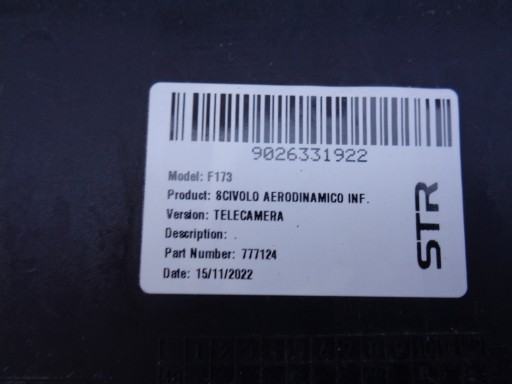 9026331922
Model: F173
Product: SCIVOLO AERODINAMICO INF.
Version: TELECAMERA
Description: .
Part Number: 777124
Date: 15/11/2022
STR